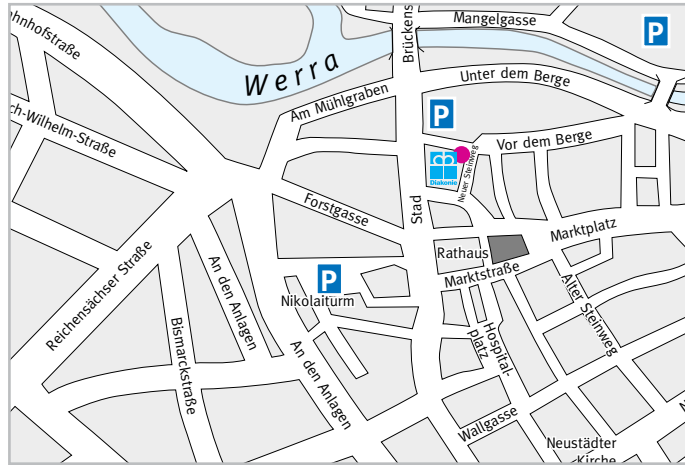 Mangelgasse
P
ahnhofstraße
Brückens
Werra
Unter dem Berge
Am Mühlgraben
ch-Wilhelm-Straße
P
Vor dem Berge
Neuer Steinweg
Diakonie
Forstgasse
Stad
Marktplatz
Rathaus
Marktstraße
Reichensächser Straße
An den Anlagen
P
Nikolaiturm
Alter Steinweg
Bismarckstraße
Hospital-
platz
An den Anlagen
Wallgasse
Neustädter
Kirche